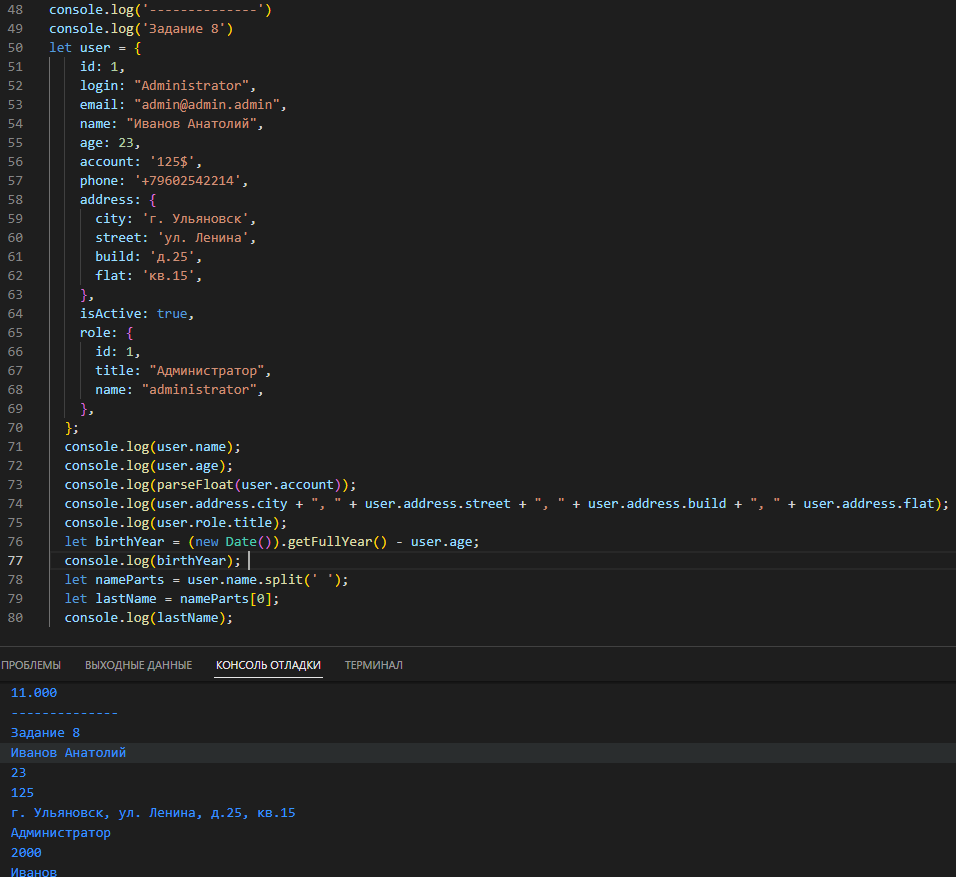 48 console.log('--------------')
49 console.log('Задание 8')
50 let user = {
51 id: 1,
52 login: "Administrator",
53 email: "admin@admin.admin",
54 name: "Иванов Анатолий",
55 age: 23,
56 account: '125$',
57 phone: '+79602542214',
58 address: {
59 city: 'г. Ульяновск',
60 street: 'ул. Ленина',
61 build: 'д.25',
62 flat: 'кв.15',
63 },
64 isActive: true,
65 role: {
66 id: 1,
67 title: "Администратор",
68 name: "administrator",
69 },
70 };
71 console.log(user.name);
72 console.log(user.age);
73 console.log(parseFloat(user.account));
74 console.log(user.address.city + ", " + user.address.street + ", " + user.address.build + ", " + user.address.flat);
75 console.log(user.role.title);
76 let birthYear = (new Date()).getFullYear() - user.age;
77 console.log(birthYear);
78 let nameParts = user.name.split(' ');
79 let lastName = nameParts[0];
80 console.log(lastName);
ПРОБЛЕМЫ ВЫХОДНЫЕ ДАННЫЕ КОНСОЛЬ ОТЛАДКИ ТЕРМИНАЛ
11.000
--------------
Задание 8
Иванов Анатолий
23
125
г. Ульяновск, ул. Ленина, д.25, кв.15
Администратор
2000
Иванов